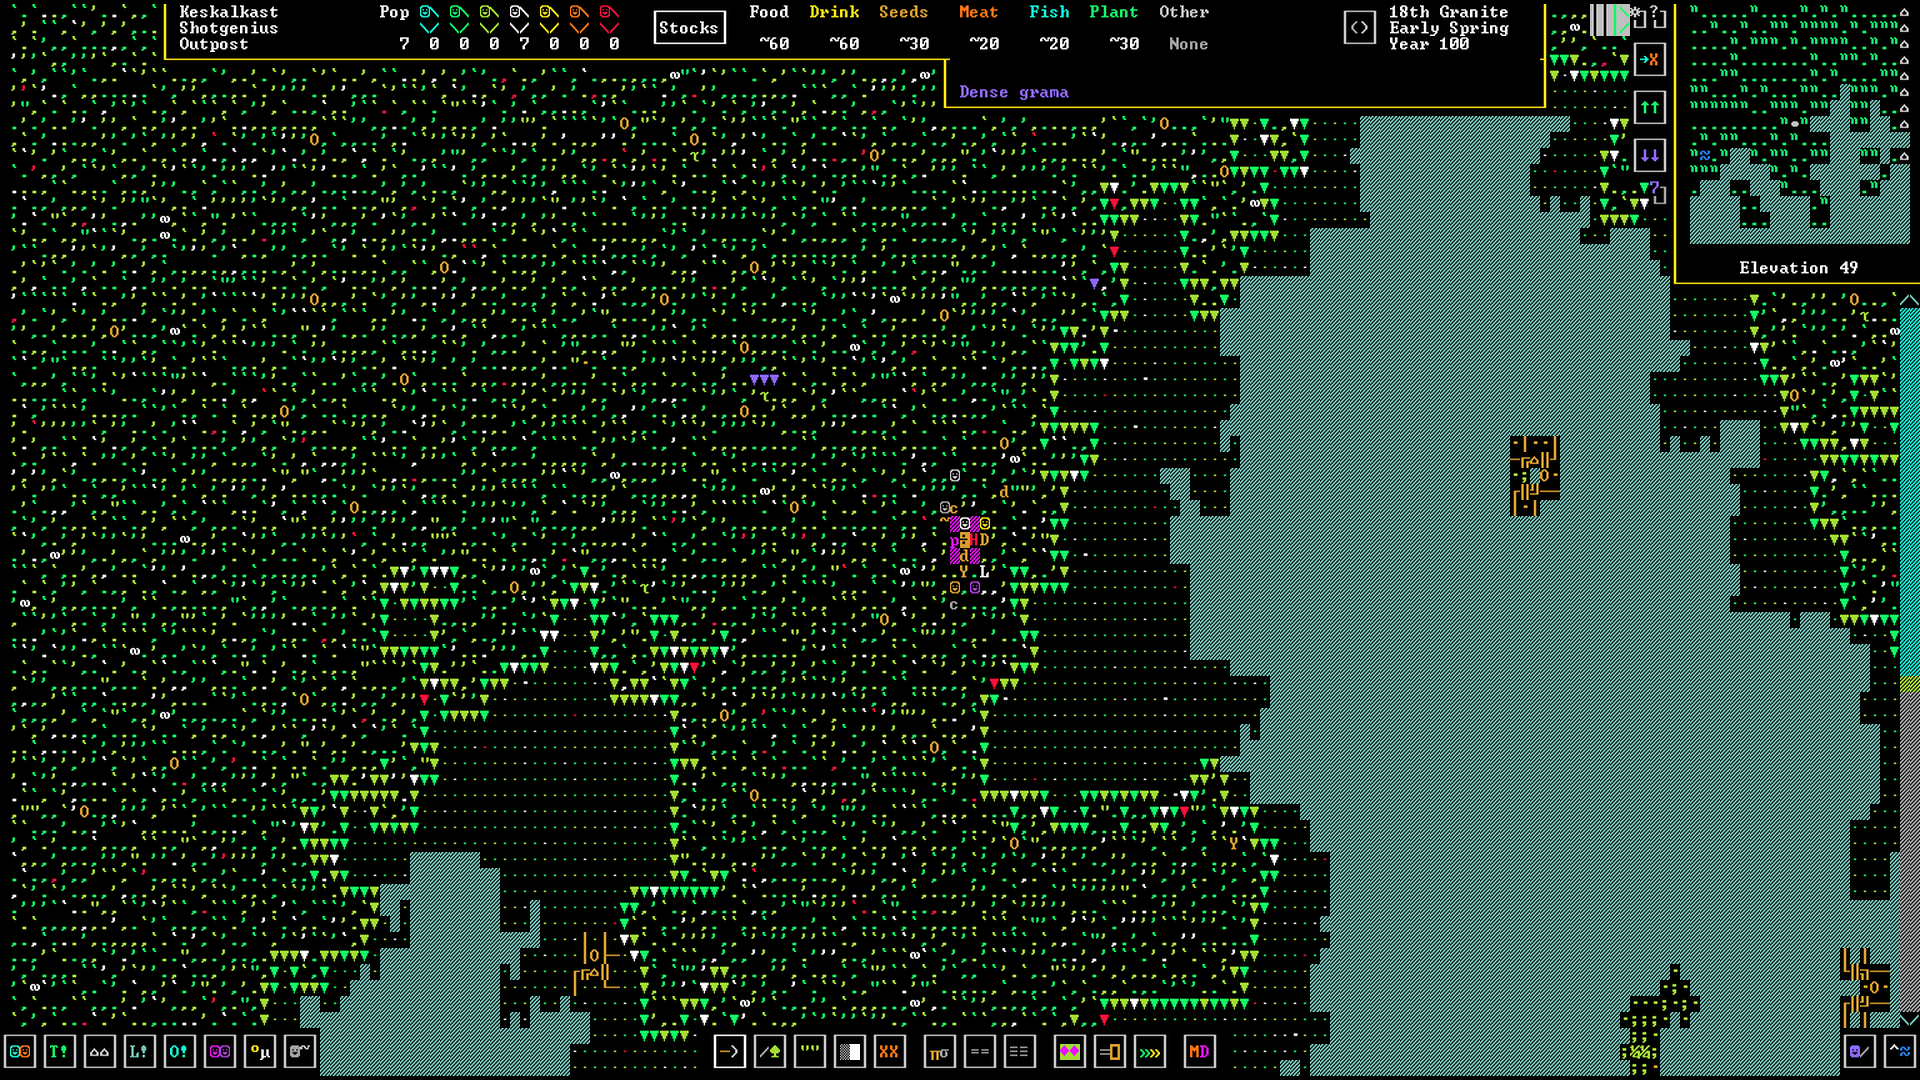 Keskalkast
Shotgenius
Outpost
Pop
7 0 0 0 7 0 0 0
Stocks
Food Drink Seeds Meat Fish Plant Other
~60 ~60 ~30 ~20 ~20 ~30 None
18th Granite
Early Spring
Year 100
Dense grama
Elevation 49
T! L! O! MD